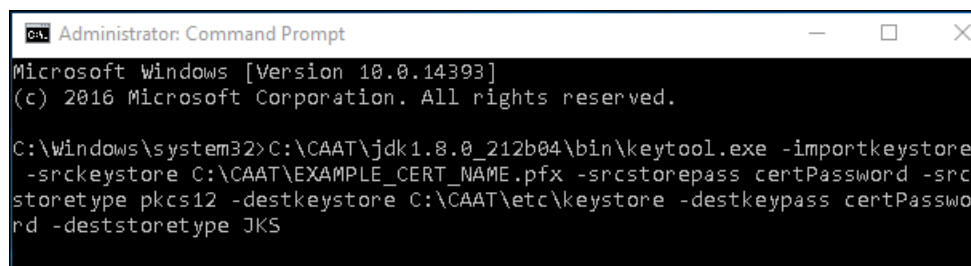 Administrator: Command Prompt
Microsoft Windows [Version 10.0.14393]
(c) 2016 Microsoft Corporation. All rights reserved.
C:\Windows\system32>C:\CAAT\jdk1.8.0_212b04\bin\keytool.exe -importkeystore
-srckeystore C:\CAAT\EXAMPLE_CERT_NAME.pfx -srcstorepass certPassword -src
storetype pkcs12 -destkeystore C:\CAAT\etc\keystore -destkeypass certPasswo
rd -deststoretype JKS